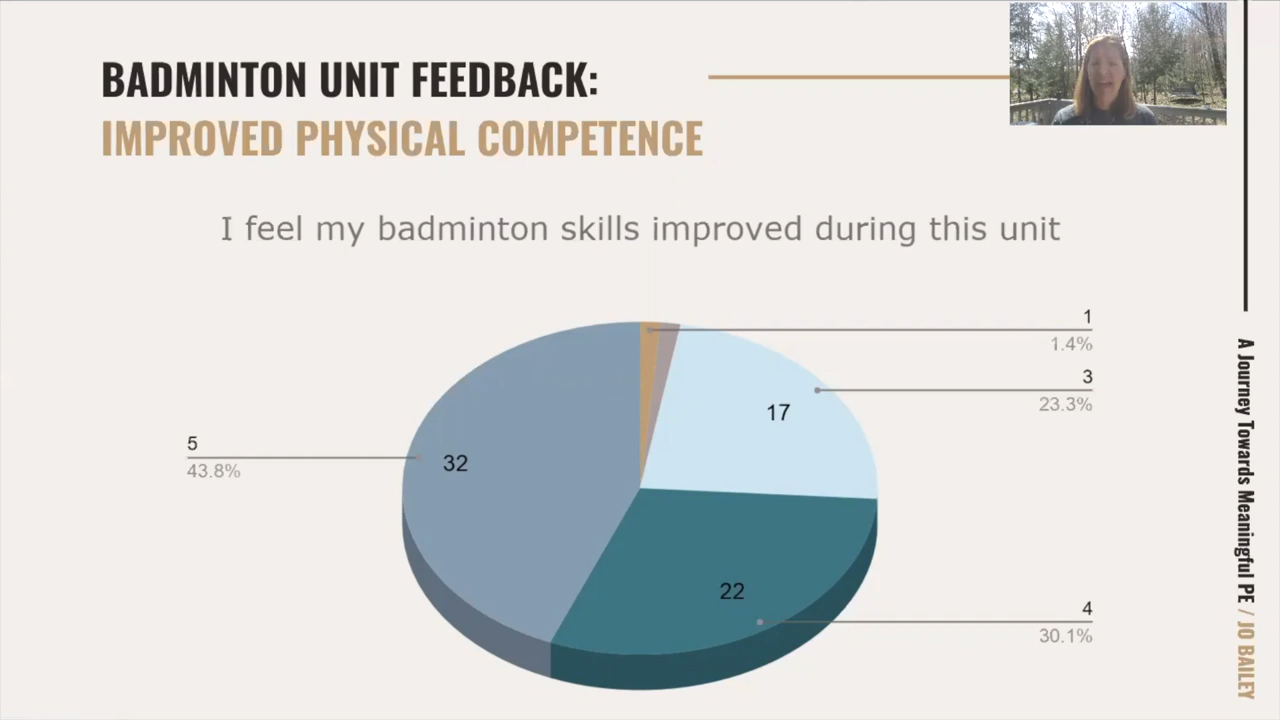 BADMINTON UNIT FEEDBACK:
IMPROVED PHYSICAL COMPETENCE
I feel my badminton skills improved during this unit
1
1.4%
3
23.3%
17
5
43.8%
32
22
4
30.1%
A Journey Towards Meaningful PE / JO BAILEY